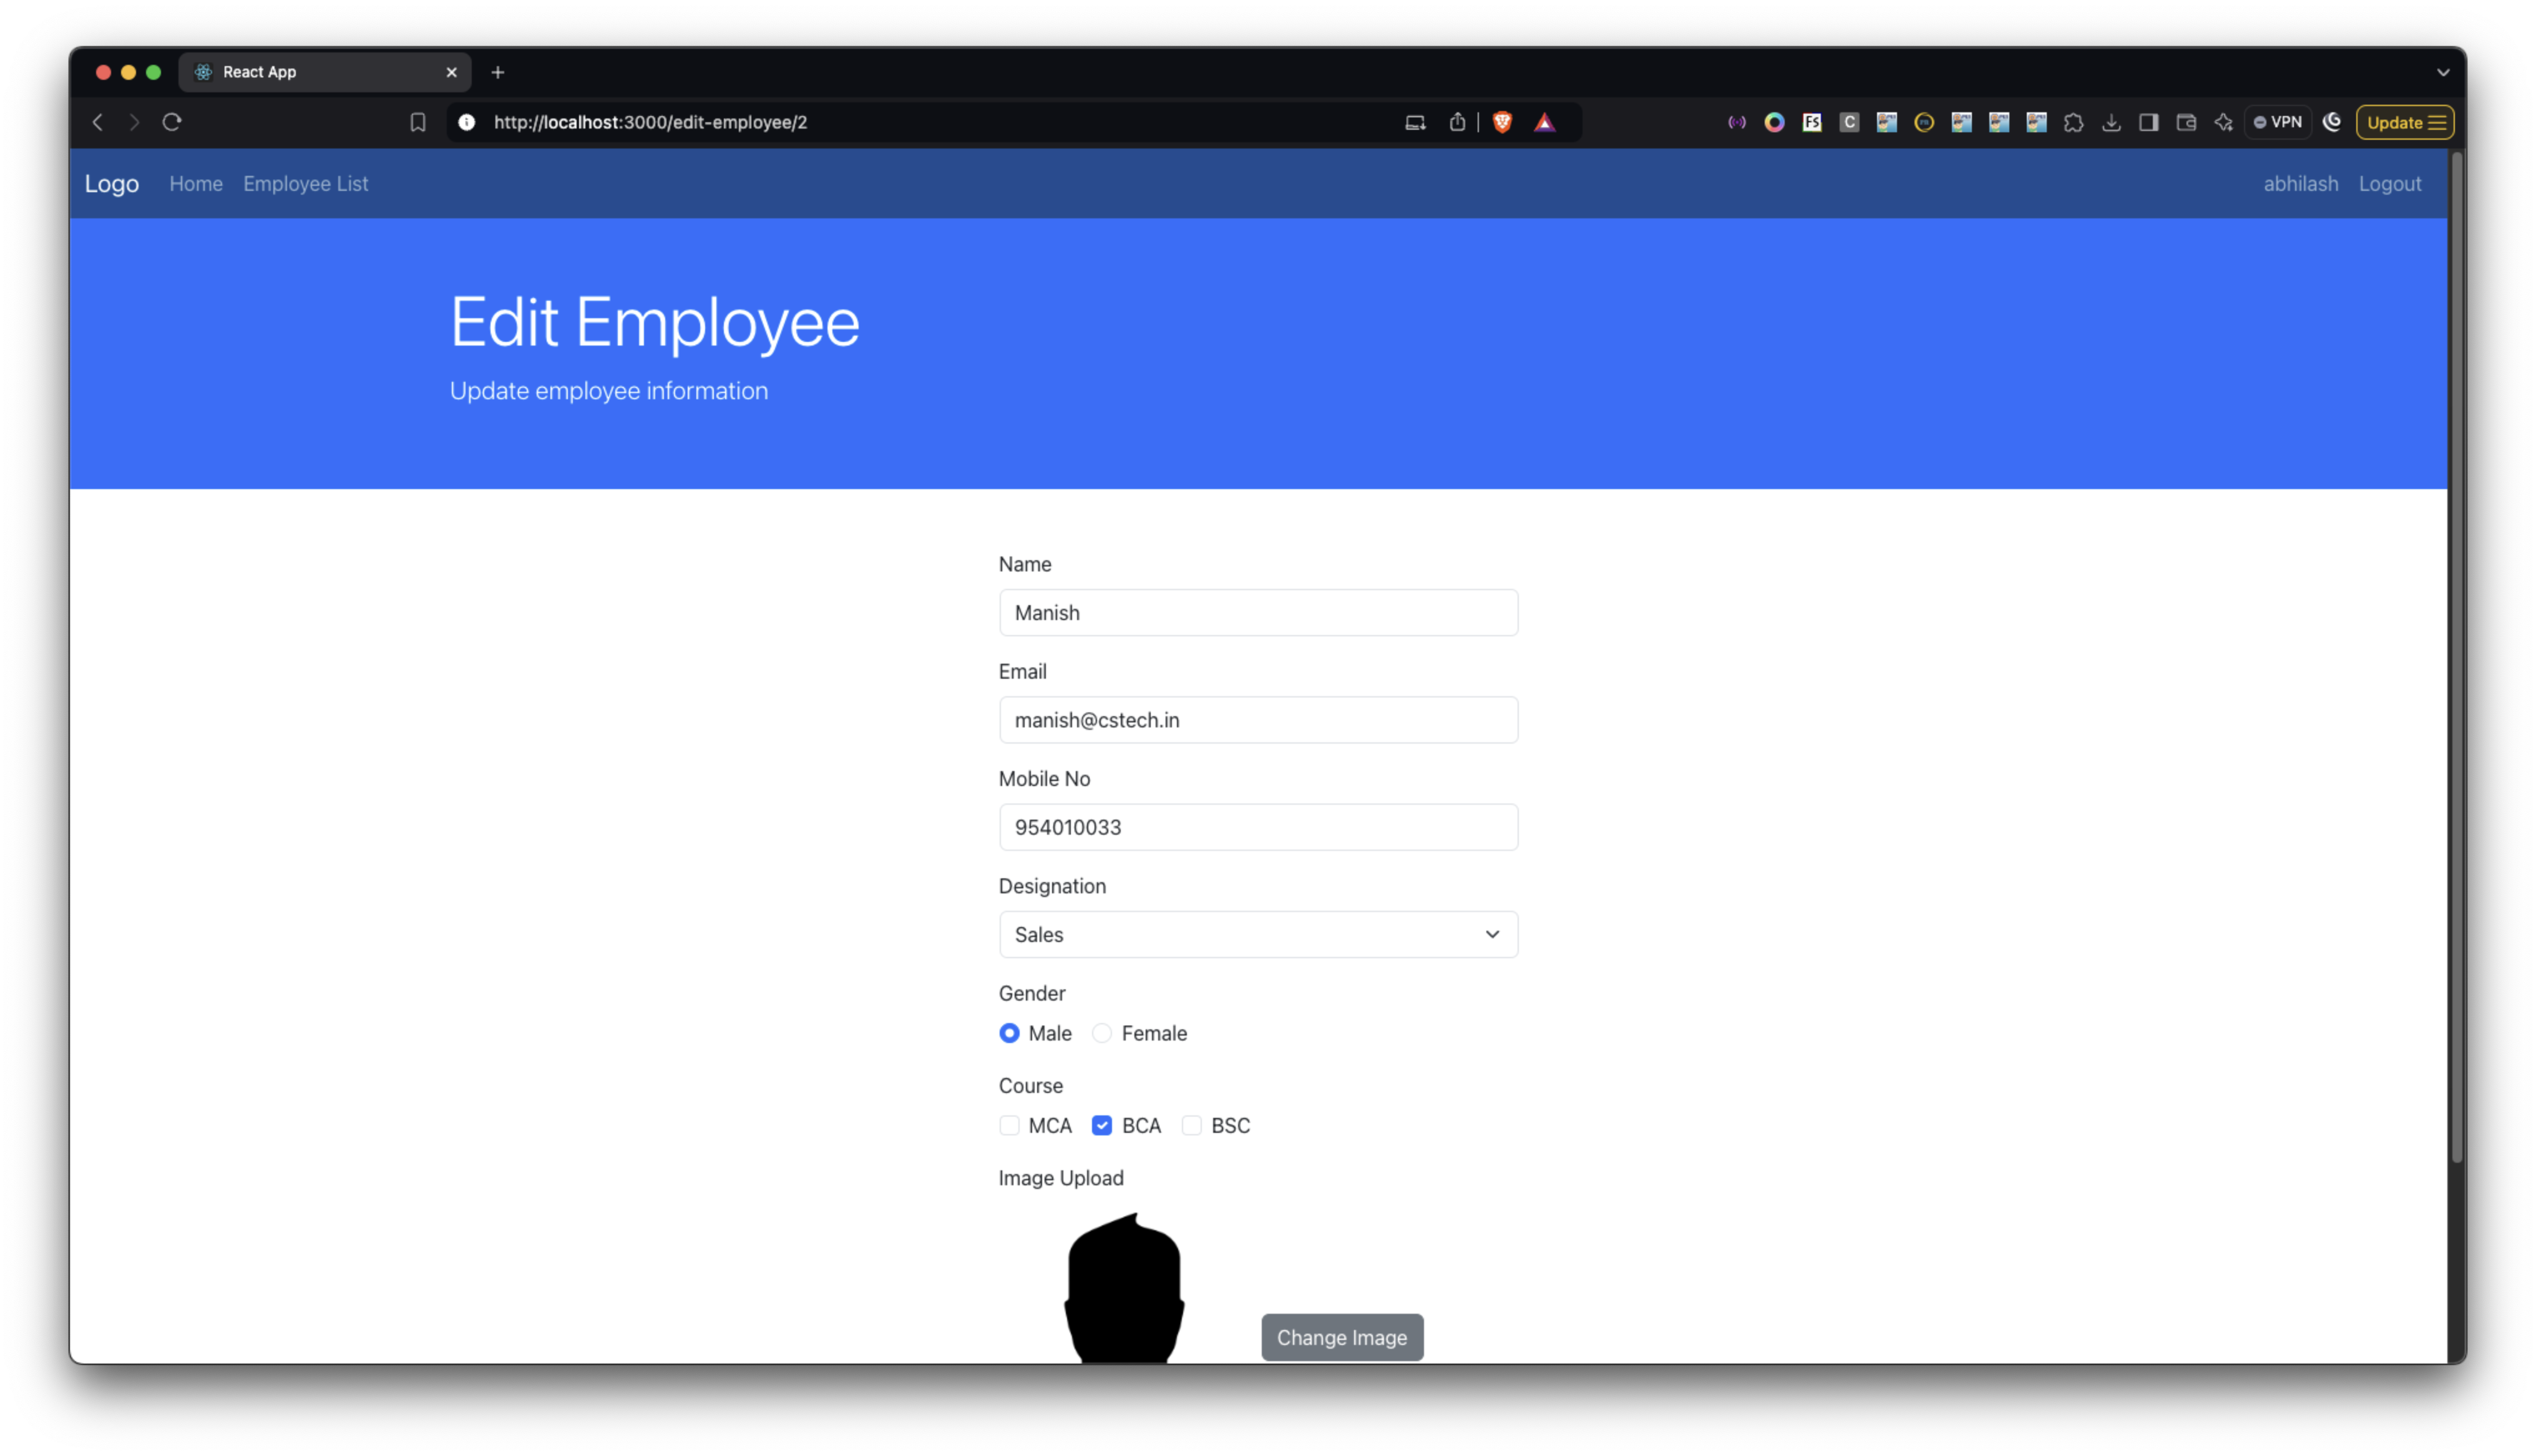 React App
http://localhost:3000/edit-employee/2
FS
C
VPN
Update
Logo Home Employee List abhilash Logout
Edit Employee
Update employee information
Name
Manish
Email
manish@cstech.in
Mobile No
954010033
Designation
Sales
Gender
Male Female
Course
MCA BCA BSC
Image Upload
Change Image